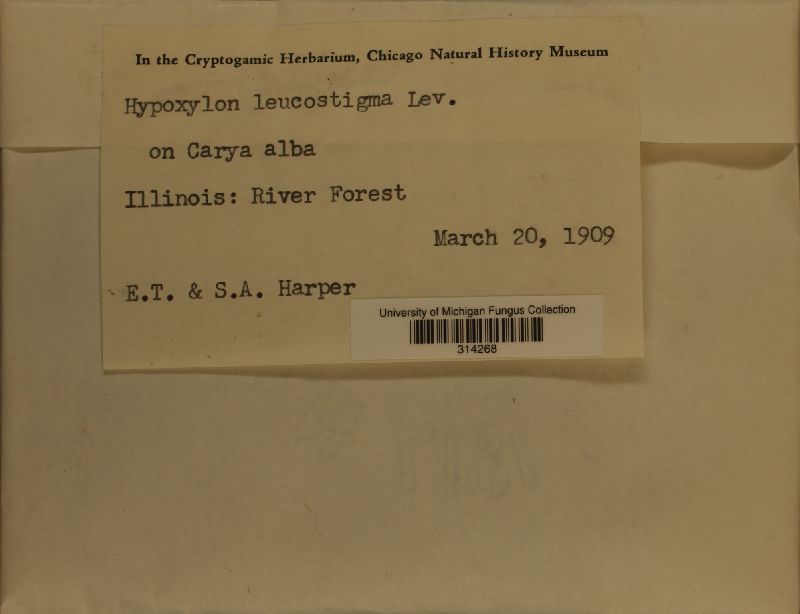 In the Cryptogamic Herbarium, Chicago Natural History Museum
Hypoxylon leucostigma Lev.
on Carya alba
Illinois: River Forest
March 20, 1909
E.T. & S.A. Harper
University of Michigan Fungus Collection
314268